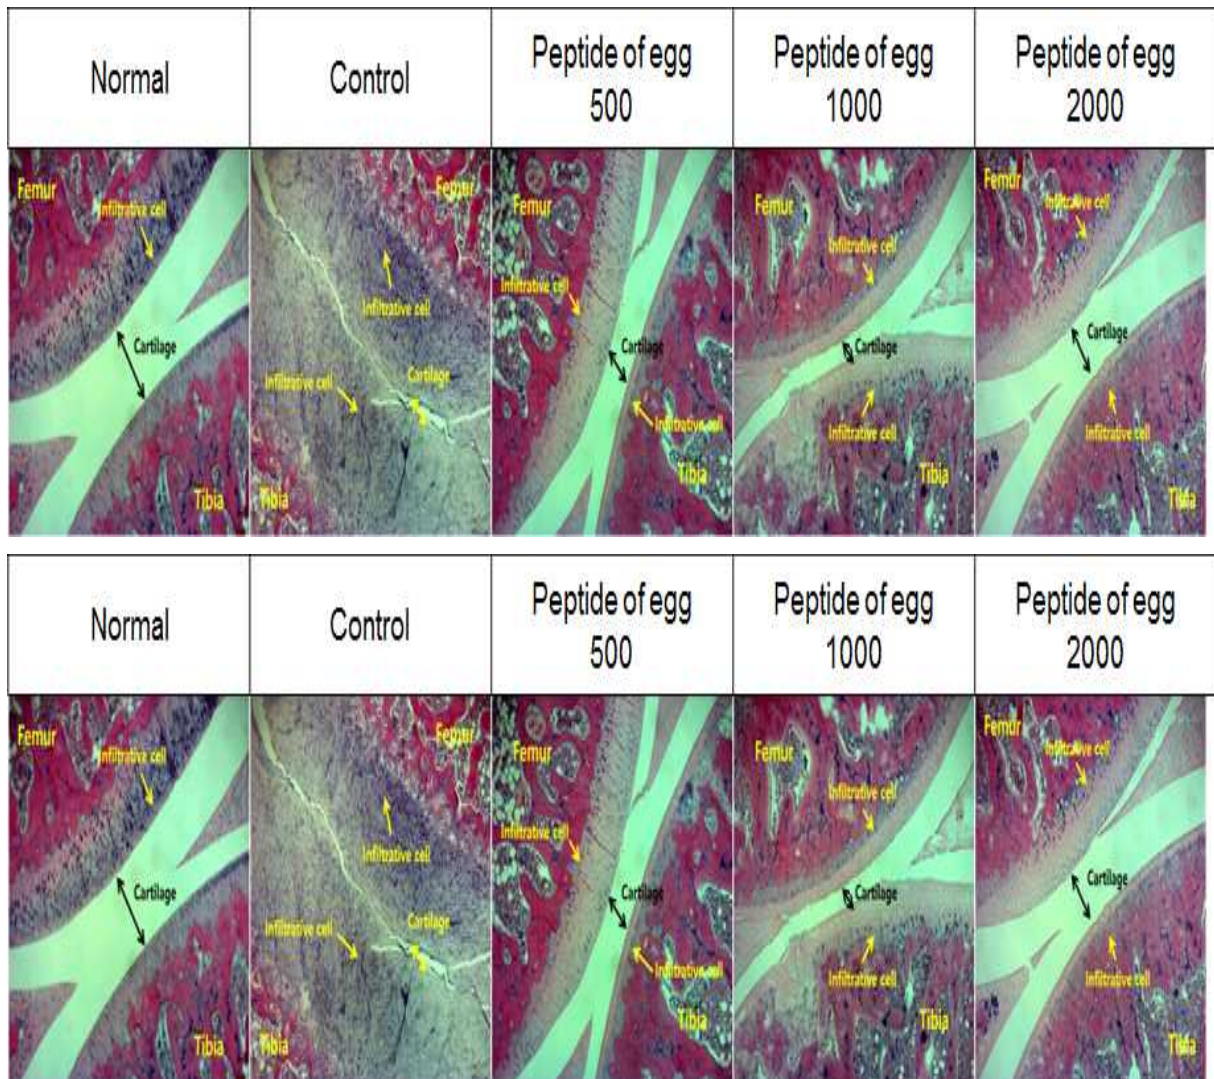 Normal
Control
Peptide of egg
500
Peptide of egg
1000
Peptide of egg
2000
Femur
Infiltrative cell
Cartilage
Tibia
Femur
Infiltrative cell
Infiltrative cell
Cartilage
Tibia
Femur
Infiltrative cell
Cartilage
Infiltrative cell
Tibia
Femur
Infiltrative cell
Cartilage
Infiltrative cell
Tibia
Femur
Infiltrative cell
Cartilage
Infiltrative cell
Tibia
Normal
Control
Peptide of egg
500
Peptide of egg
1000
Peptide of egg
2000
Femur
Infiltrative cell
Cartilage
Tibia
Femur
Infiltrative cell
Infiltrative cell
Cartilage
Tibia
Femur
Infiltrative cell
Cartilage
Infiltrative cell
Tibia
Femur
Infiltrative cell
Cartilage
Infiltrative cell
Tibia
Femur
Infiltrative cell
Cartilage
Infiltrative cell
Tibia